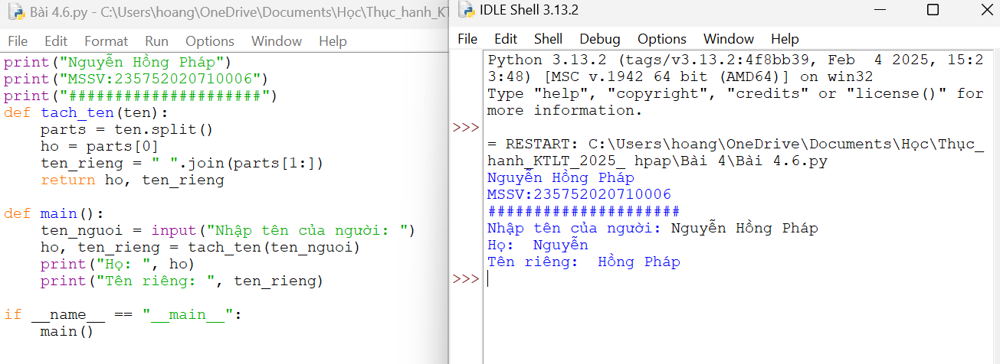 Bài 4.6.py - C:\Users\hoang\OneDrive\Documents\Học\Thực_hanh_KT
File Edit Format Run Options Window Help
print("Nguyễn Hồng Pháp")
print("MSSV:235752020710006")
print("#####################")
def tach_ten(ten):
    parts = ten.split()
    ho = parts[0]
    ten_rieng = " ".join(parts[1:])
    return ho, ten_rieng
def main():
    ten_nguoi = input("Nhập tên của người: ")
    ho, ten_rieng = tach_ten(ten_nguoi)
    print("Họ: ", ho)
    print("Tên riêng: ", ten_rieng)
if __name__ == "__main__":
    main()
IDLE Shell 3.13.2
File Edit Shell Debug Options Window Help
Python 3.13.2 (tags/v3.13.2:4f8bb39, Feb  4 2025, 15:2
3:48) [MSC v.1942 64 bit (AMD64)] on win32
Type "help", "copyright", "credits" or "license()" for
more information.
>>>
= RESTART: C:\Users\hoang\OneDrive\Documents\Học\Thực_
hanh_KTLT_2025_ hpap\Bài 4\Bài 4.6.py
Nguyễn Hồng Pháp
MSSV:235752020710006
#####################
Nhập tên của người: Nguyễn Hồng Pháp
Họ:  Nguyễn
Tên riêng:  Hồng Pháp
>>>